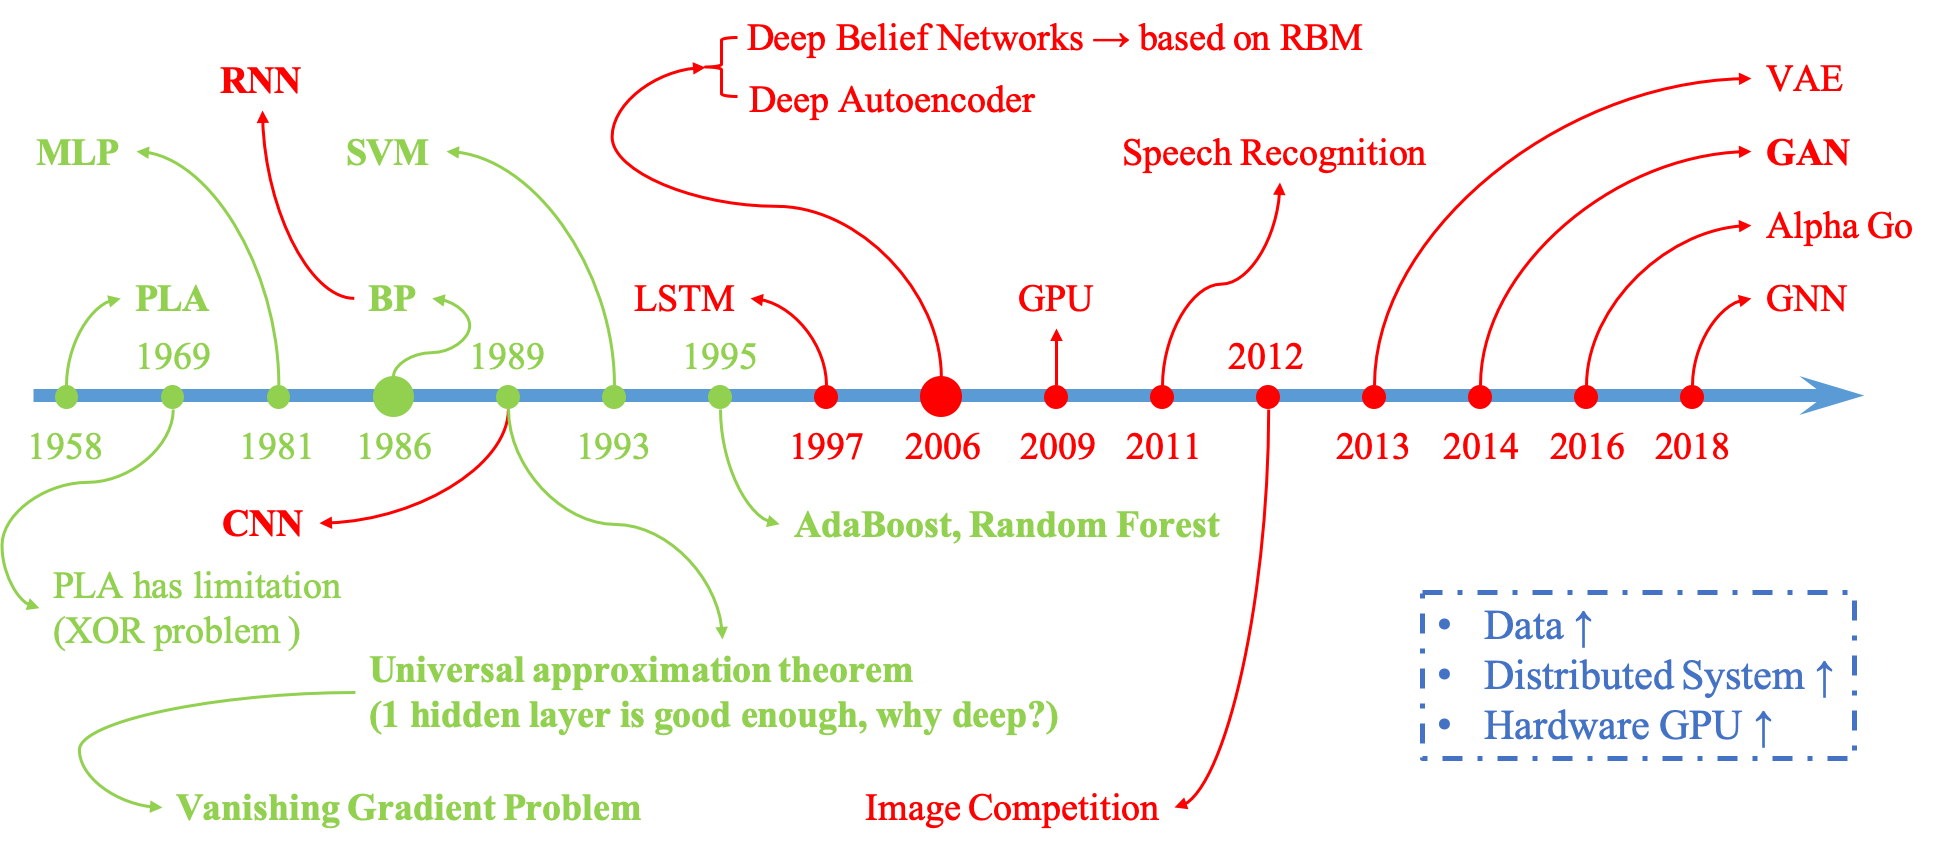 Deep Belief Networks → based on RBM
Deep Autoencoder
RNN
VAE
MLP
SVM
Speech Recognition
GAN
Alpha Go
PLA
BP
LSTM
GPU
GNN
1969
1989
1995
2012
1958
1981
1986
1993
1997
2006
2009
2011
2013
2014
2016
2018
CNN
AdaBoost, Random Forest
PLA has limitation
(XOR problem )
Universal approximation theorem
(1 hidden layer is good enough, why deep?)
Vanishing Gradient Problem
Image Competition
• Data ↑
• Distributed System ↑
• Hardware GPU ↑